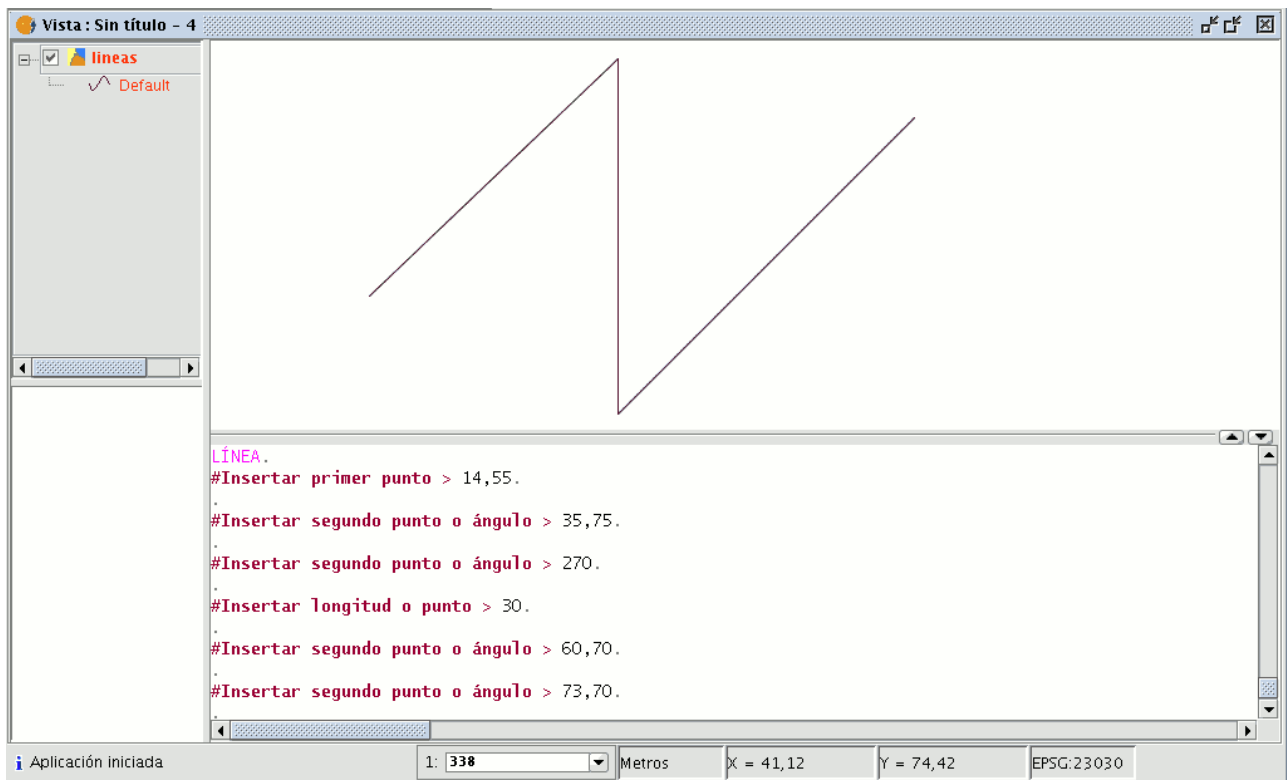 Vista : Sin título - 4
lineas
Default
LÍNEA.
#Insertar primer punto > 14,55.
.
#Insertar segundo punto o ángulo > 35,75.
.
#Insertar segundo punto o ángulo > 270.
.
#Insertar longitud o punto > 30.
.
#Insertar segundo punto o ángulo > 60,70.
.
#Insertar segundo punto o ángulo > 73,70.
.
i Aplicación iniciada 1: 338 Metros X = 41,12 Y = 74,42 EPSG:23030